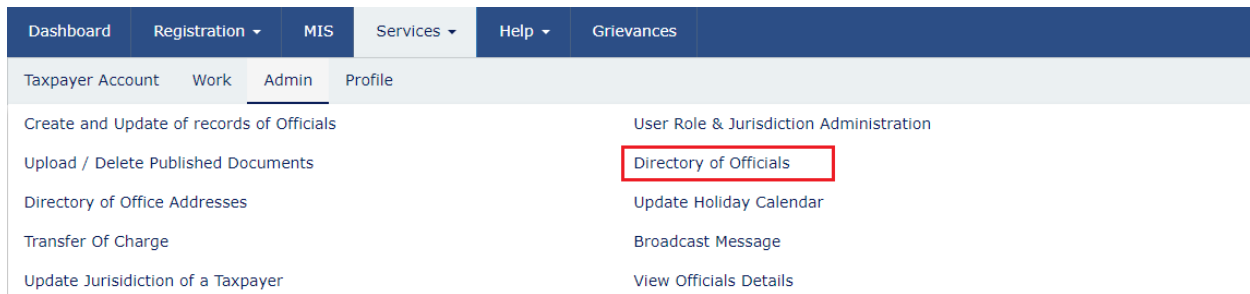 Dashboard Registration MIS Services Help Grievances
Taxpayer Account Work Admin Profile
Create and Update of records of Officials User Role & Jurisdiction Administration
Upload / Delete Published Documents Directory of Officials
Directory of Office Addresses Update Holiday Calendar
Transfer Of Charge Broadcast Message
Update Jurisidiction of a Taxpayer View Officials Details